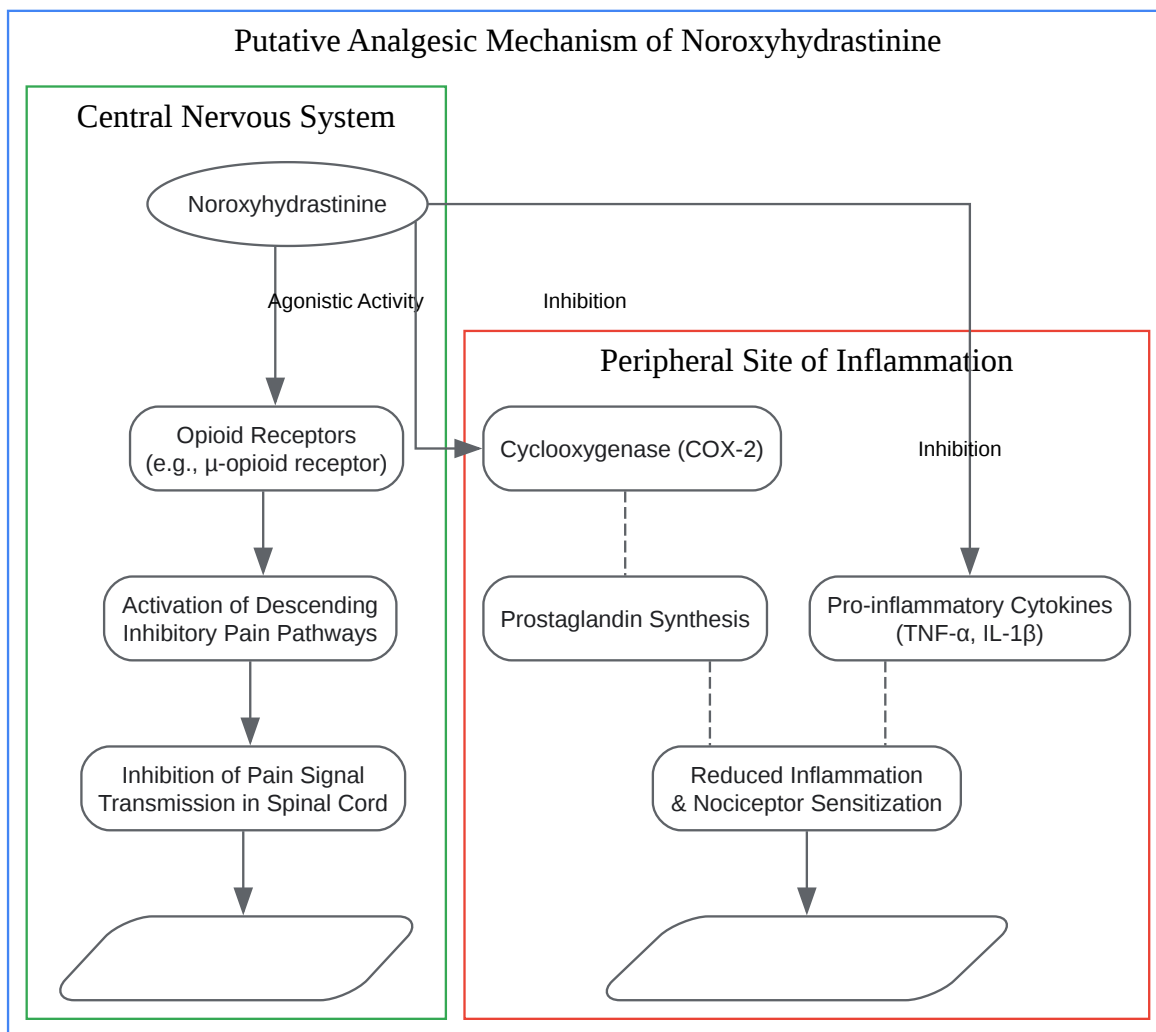 Putative Analgesic Mechanism of Noroxyhydrastinine
Central Nervous System
Noroxyhydrastinine
Agonistic Activity
Inhibition
Peripheral Site of Inflammation
Opioid Receptors
(e.g., µ-opioid receptor)
Cyclooxygenase (COX-2)
Inhibition
Activation of Descending
Inhibitory Pain Pathways
Prostaglandin Synthesis
Pro-inflammatory Cytokines
(TNF-α, IL-1β)
Inhibition of Pain Signal
Transmission in Spinal Cord
Reduced Inflammation
& Nociceptor Sensitization